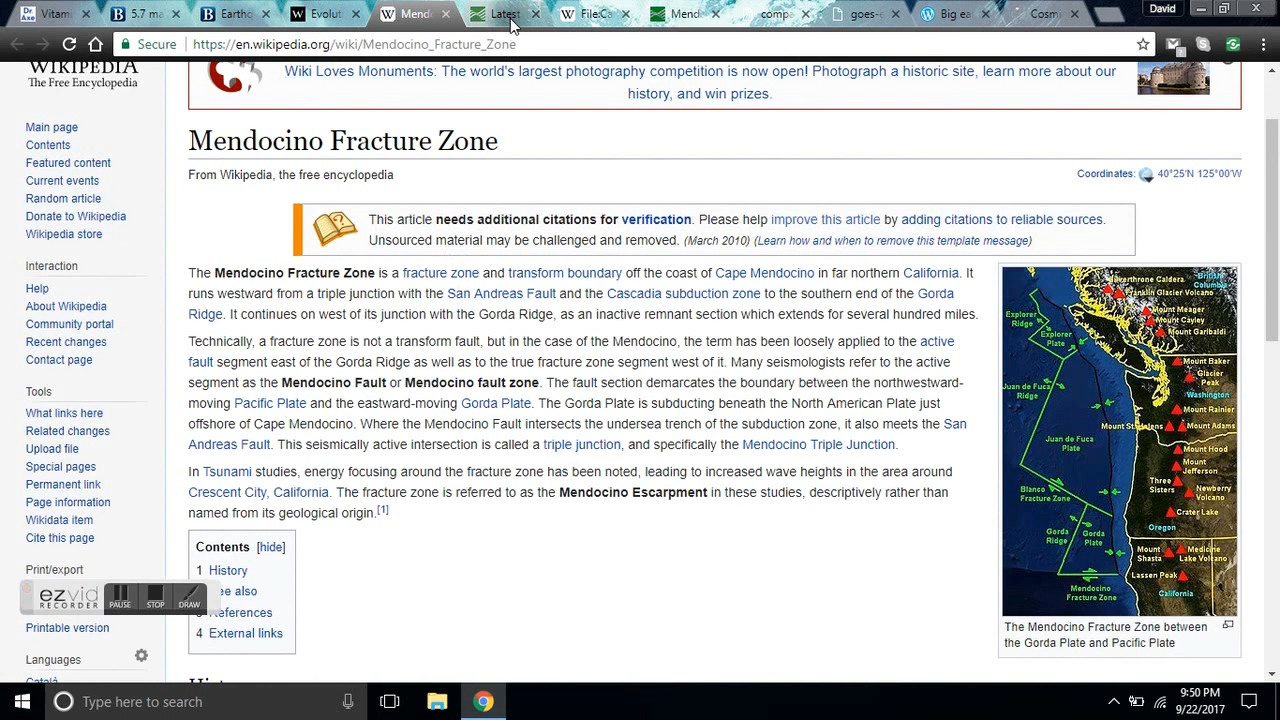 Vitami
5.7 ma
Earthq
Evoluti
Mendo
Latest
File:Ca
Mend
compa
goes-
Big ea
Cosmi
David
Secure
https://en.wikipedia.org/wiki/Mendocino_Fracture_Zone
WIKIPEDIA
The Free Encyclopedia
Wiki Loves Monuments: The world's largest photography competition is now open! Photograph a historic site, learn more about our
history, and win prizes.
Main page
Contents
Featured content
Current events
Random article
Donate to Wikipedia
Wikipedia store
Interaction
Help
About Wikipedia
Community portal
Recent changes
Contact page
Tools
What links here
Related changes
Upload file
Special pages
Permanent link
Page information
Wikidata item
Cite this page
Print/export
ezvid
RECORDER
PAUSE
STOP
DRAW
Printable version
Languages
Català
Mendocino Fracture Zone
From Wikipedia, the free encyclopedia
Coordinates: 40°25′N 125°00′W
This article needs additional citations for verification. Please help improve this article by adding citations to reliable sources.
Unsourced material may be challenged and removed. (March 2010) (Learn how and when to remove this template message)
The Mendocino Fracture Zone is a fracture zone and transform boundary off the coast of Cape Mendocino in far northern California. It
runs westward from a triple junction with the San Andreas Fault and the Cascadia subduction zone to the southern end of the Gorda
Ridge. It continues on west of its junction with the Gorda Ridge, as an inactive remnant section which extends for several hundred miles.
Technically, a fracture zone is not a transform fault, but in the case of the Mendocino, the term has been loosely applied to the active
fault segment east of the Gorda Ridge as well as to the true fracture zone segment west of it. Many seismologists refer to the active
segment as the Mendocino Fault or Mendocino fault zone. The fault section demarcates the boundary between the northwestward-
moving Pacific Plate and the eastward-moving Gorda Plate. The Gorda Plate is subducting beneath the North American Plate just
offshore of Cape Mendocino. Where the Mendocino Fault intersects the undersea trench of the subduction zone, it also meets the San
Andreas Fault. This seismically active intersection is called a triple junction, and specifically the Mendocino Triple Junction.
In Tsunami studies, energy focusing around the fracture zone has been noted, leading to increased wave heights in the area around
Crescent City, California. The fracture zone is referred to as the Mendocino Escarpment in these studies, descriptively rather than
named from its geological origin.[1]
Contents [hide]
1 History
ee also
References
4 External links
British
Columbia
Silverthrone Caldera
Franklin Glacier Volcano
Mount Meager
Mount Cayley
Mount Garibaldi
Explorer
Ridge
Explorer
Plate
Mount Baker
Glacier
Peak
Washington
Juan de Fuca
Ridge
Mount Rainier
Mount St. Helens
Mount Adams
Juan de Fuca
Plate
Mount Hood
Mount
Jefferson
Three
Sisters
Newberry
Volcano
Blanco
Fracture Zone
Crater Lake
Oregon
Gorda
Ridge
Gorda
Plate
Mount
Shasta
Medicine
Lake Volcano
Lassen Peak
Mendocino
Fracture Zone
California
The Mendocino Fracture Zone between
the Gorda Plate and Pacific Plate
Type here to search
9:50 PM
9/22/2017